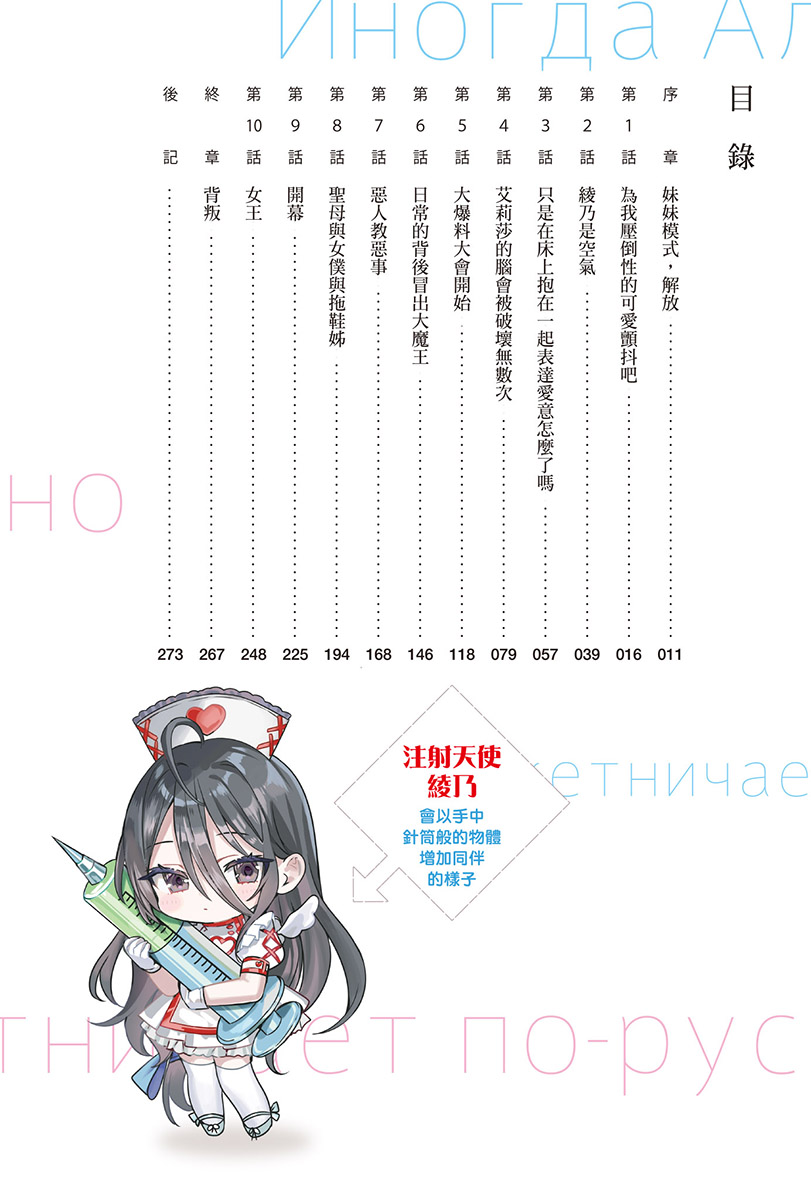 Иногда Ал
目錄
序章 妹妹模式，解放 011
第1話 為我壓倒性的可愛顫抖吧 016
第2話 綾乃是空氣 039
第3話 只是在床上抱在一起表達愛意怎麼了嗎 057
第4話 艾莉莎的腦會被破壞無數次 079
第5話 大爆料大會開始 118
第6話 日常的背後冒出大魔王 146
第7話 惡人教惡事 168
第8話 聖母與女僕與拖鞋姊 194
第9話 開幕 225
第10話 女王 248
終章 背叛 267
後記 273
но
注射天使
綾乃
會以手中
針筒般的物體
增加同伴
的樣子
кетничае
по-рус